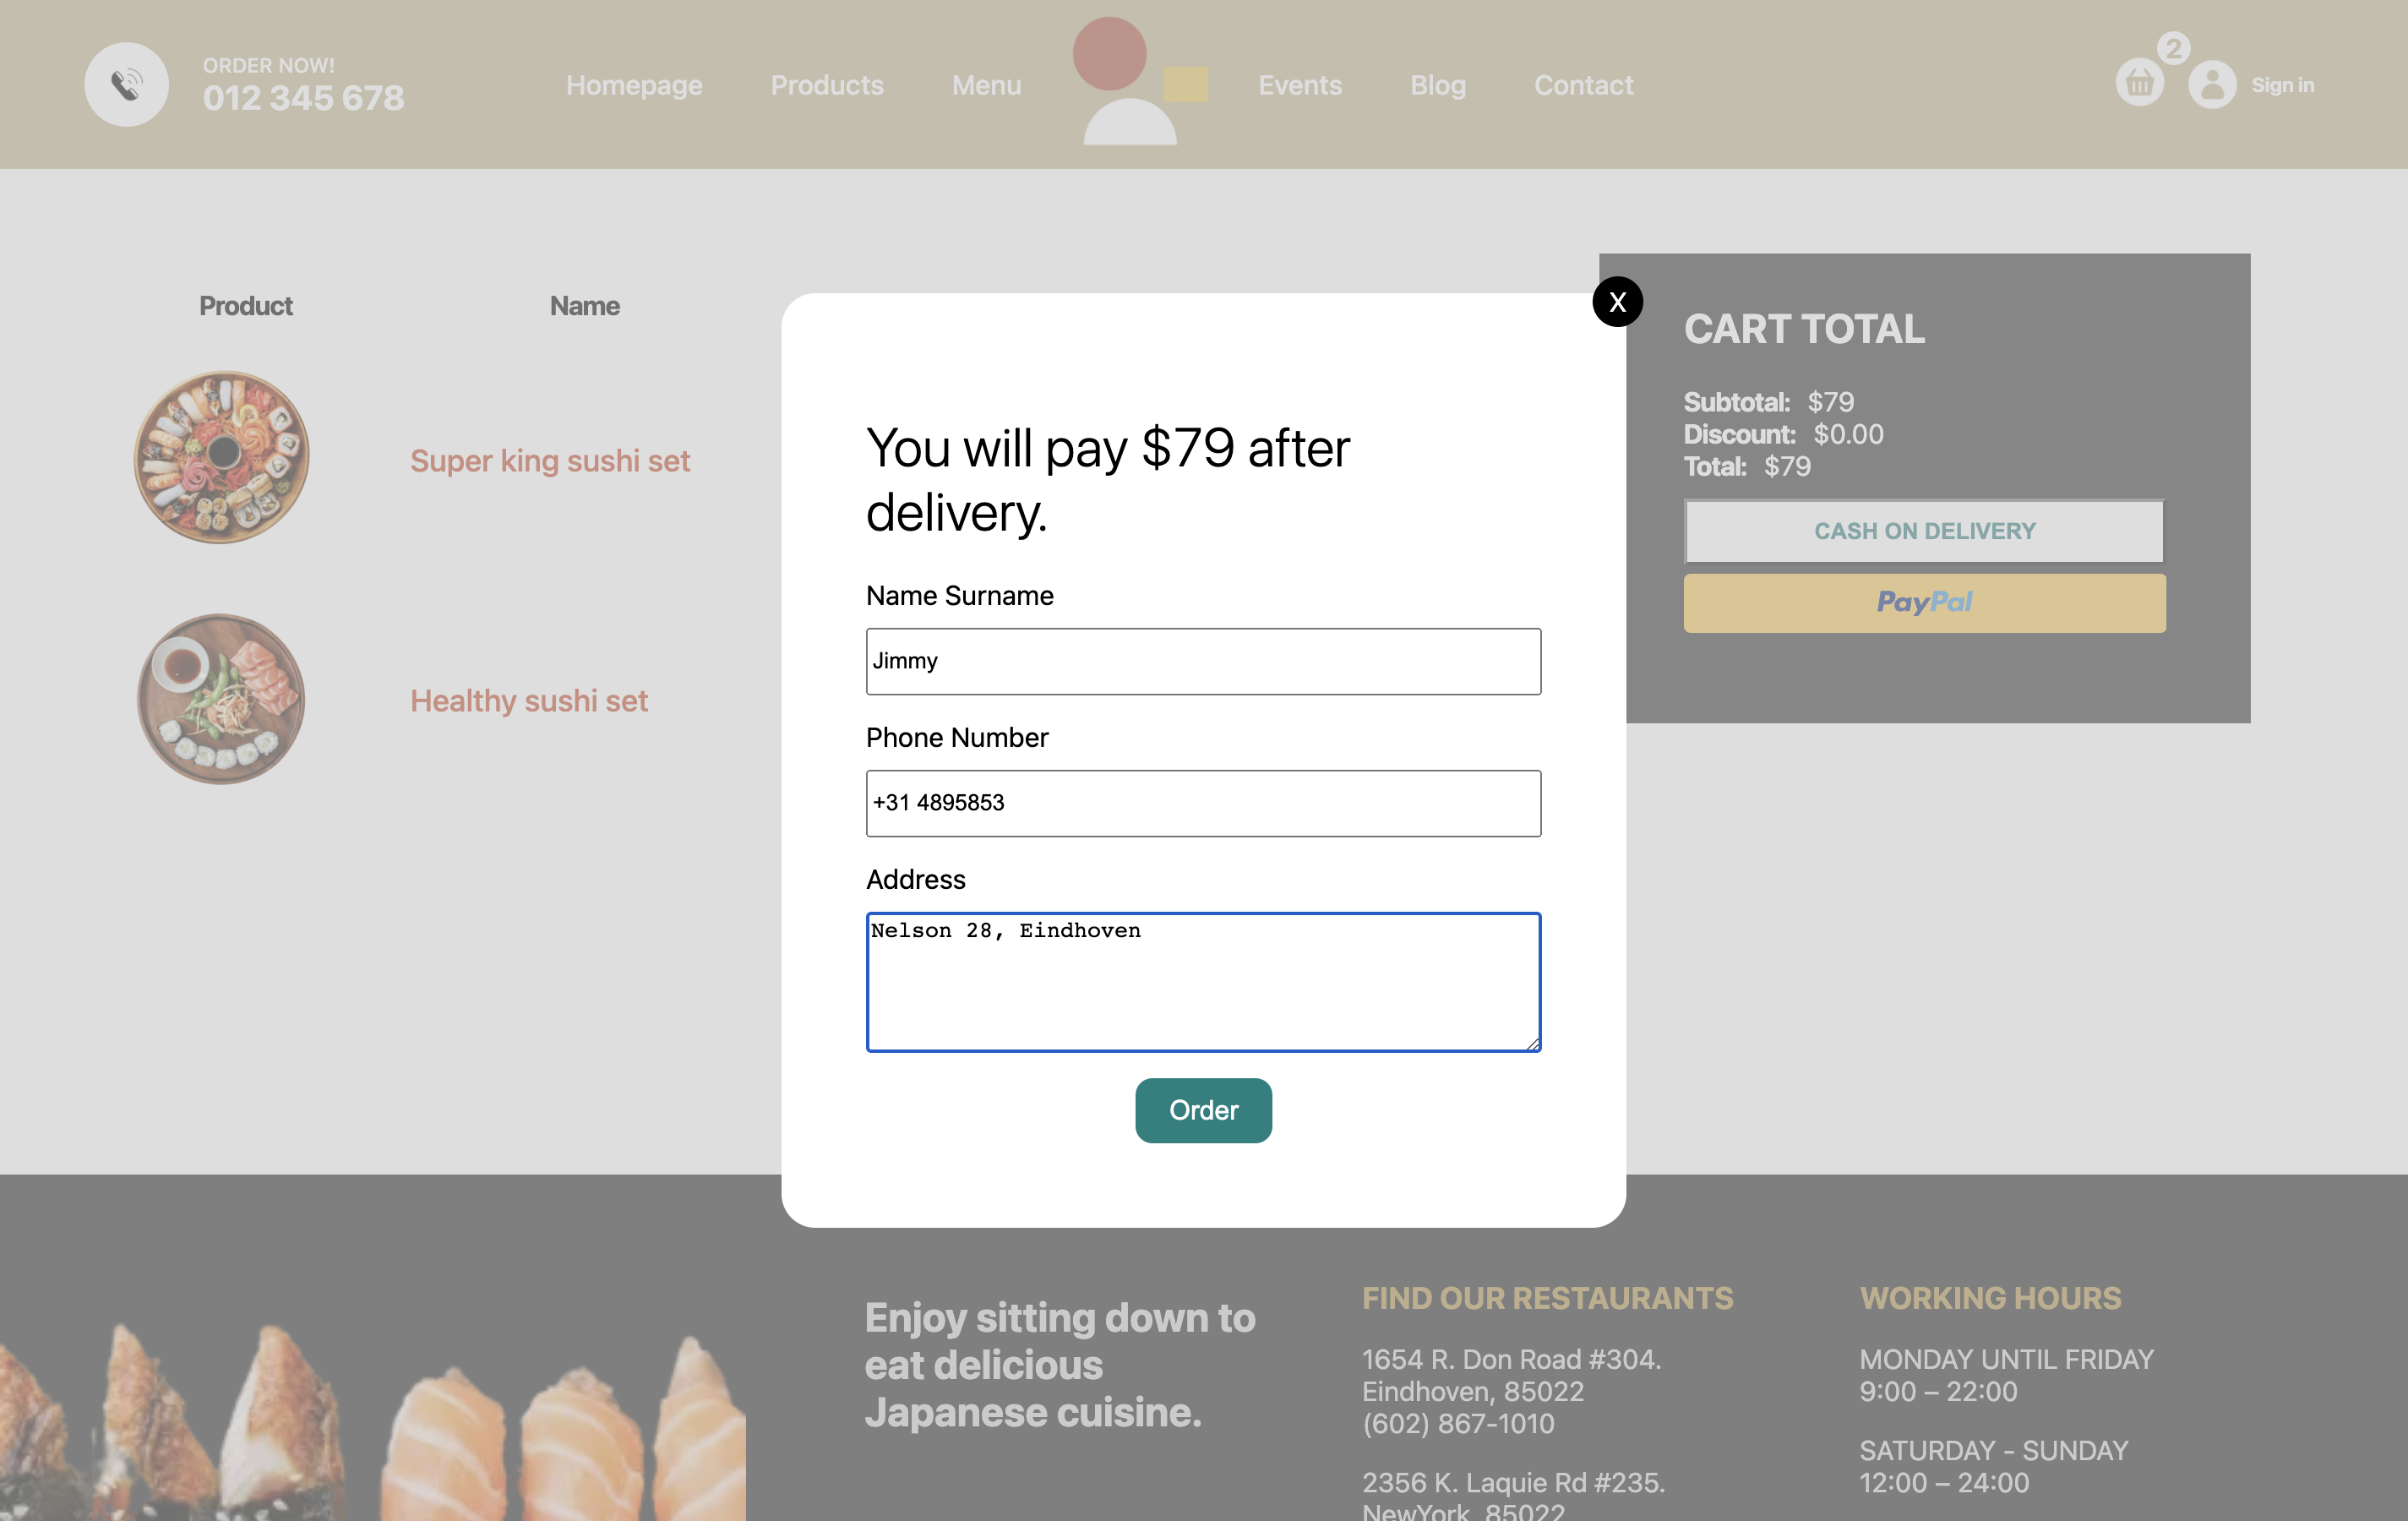 ORDER NOW!
012 345 678
Homepage
Products
Menu
Events
Blog
Contact
2
Sign in
Product
Name
Super king sushi set
Healthy sushi set
X
You will pay $79 after
delivery.
Name Surname
Jimmy
Phone Number
+31 4895853
Address
Nelson 28, Eindhoven
Order
CART TOTAL
Subtotal: $79
Discount: $0.00
Total: $79
CASH ON DELIVERY
PayPal
Enjoy sitting down to
eat delicious
Japanese cuisine.
FIND OUR RESTAURANTS
1654 R. Don Road #304.
Eindhoven, 85022
(602) 867-1010
2356 K. Laquie Rd #235.
NewYork, 85022
WORKING HOURS
MONDAY UNTIL FRIDAY
9:00 – 22:00
SATURDAY - SUNDAY
12:00 – 24:00